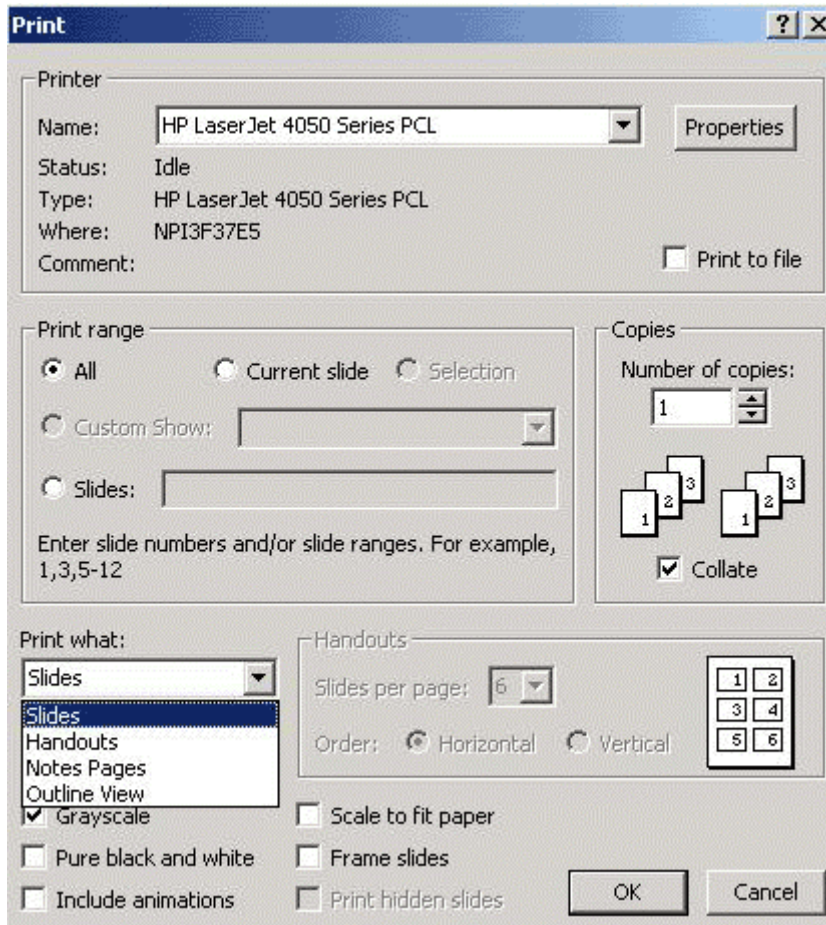 Print
Printer
Name: HP LaserJet 4050 Series PCL Properties
Status: Idle
Type: HP LaserJet 4050 Series PCL
Where: NPI3F37E5
Comment: Print to file
Print range
All Current slide Selection
Custom Show:
Slides:
Enter slide numbers and/or slide ranges. For example,
1,3,5-12
Copies
Number of copies:
1
1 2 3 1 2 3
Collate
Print what:
Slides
Slides
Handouts
Notes Pages
Outline View
Handouts
Slides per page: 6
Order: Horizontal Vertical
1 2
3 4
5 6
Grayscale Scale to fit paper
Pure black and white Frame slides
Include animations Print hidden slides
OK Cancel